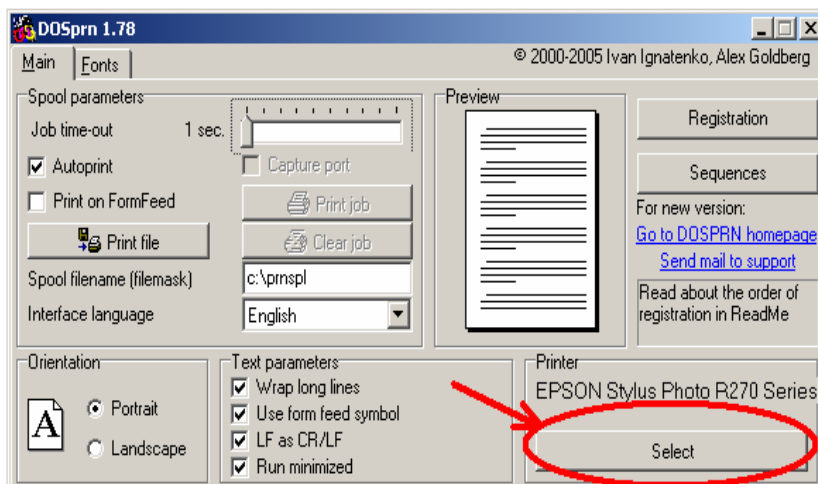 DOSprn 1.78
Main
Fonts
© 2000-2005 Ivan Ignatenko, Alex Goldberg
Spool parameters
Job time-out 1 sec.
Autoprint
Capture port
Print on FormFeed
Print job
Print file
Clear job
Spool filename (filemask) c:\prnspl
Interface language English
Preview
Registration
Sequences
For new version:
Go to DOSPRN homepage
Send mail to support
Read about the order of
registration in ReadMe
Orientation
A
Portrait
Landscape
Text parameters
Wrap long lines
Use form feed symbol
LF as CR/LF
Run minimized
Printer
EPSON Stylus Photo R270 Series
Select